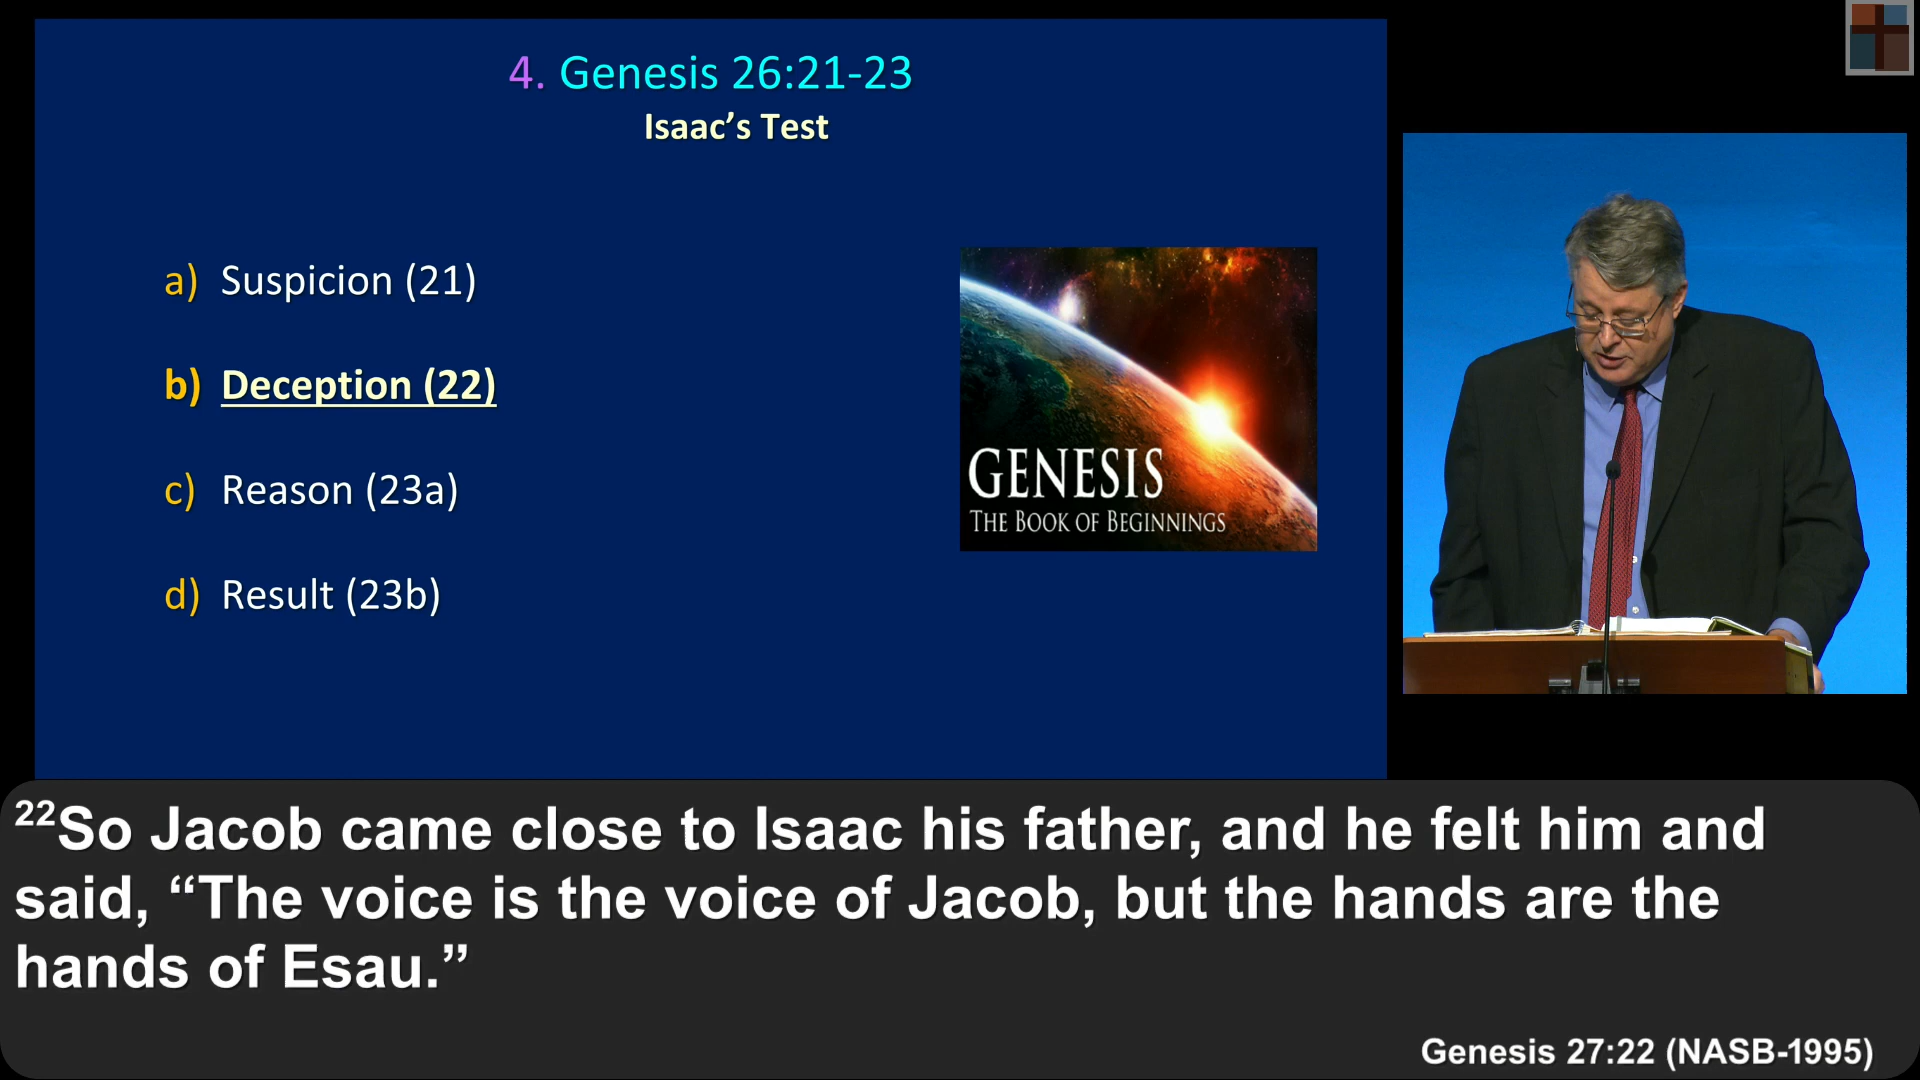 4. Genesis 26:21-23
Isaac’s Test
a) Suspicion (21)
b) Deception (22)
c) Reason (23a)
d) Result (23b)
GENESIS
THE BOOK OF BEGINNINGS
22So Jacob came close to Isaac his father, and he felt him and
said, “The voice is the voice of Jacob, but the hands are the
hands of Esau.”
Genesis 27:22 (NASB-1995)